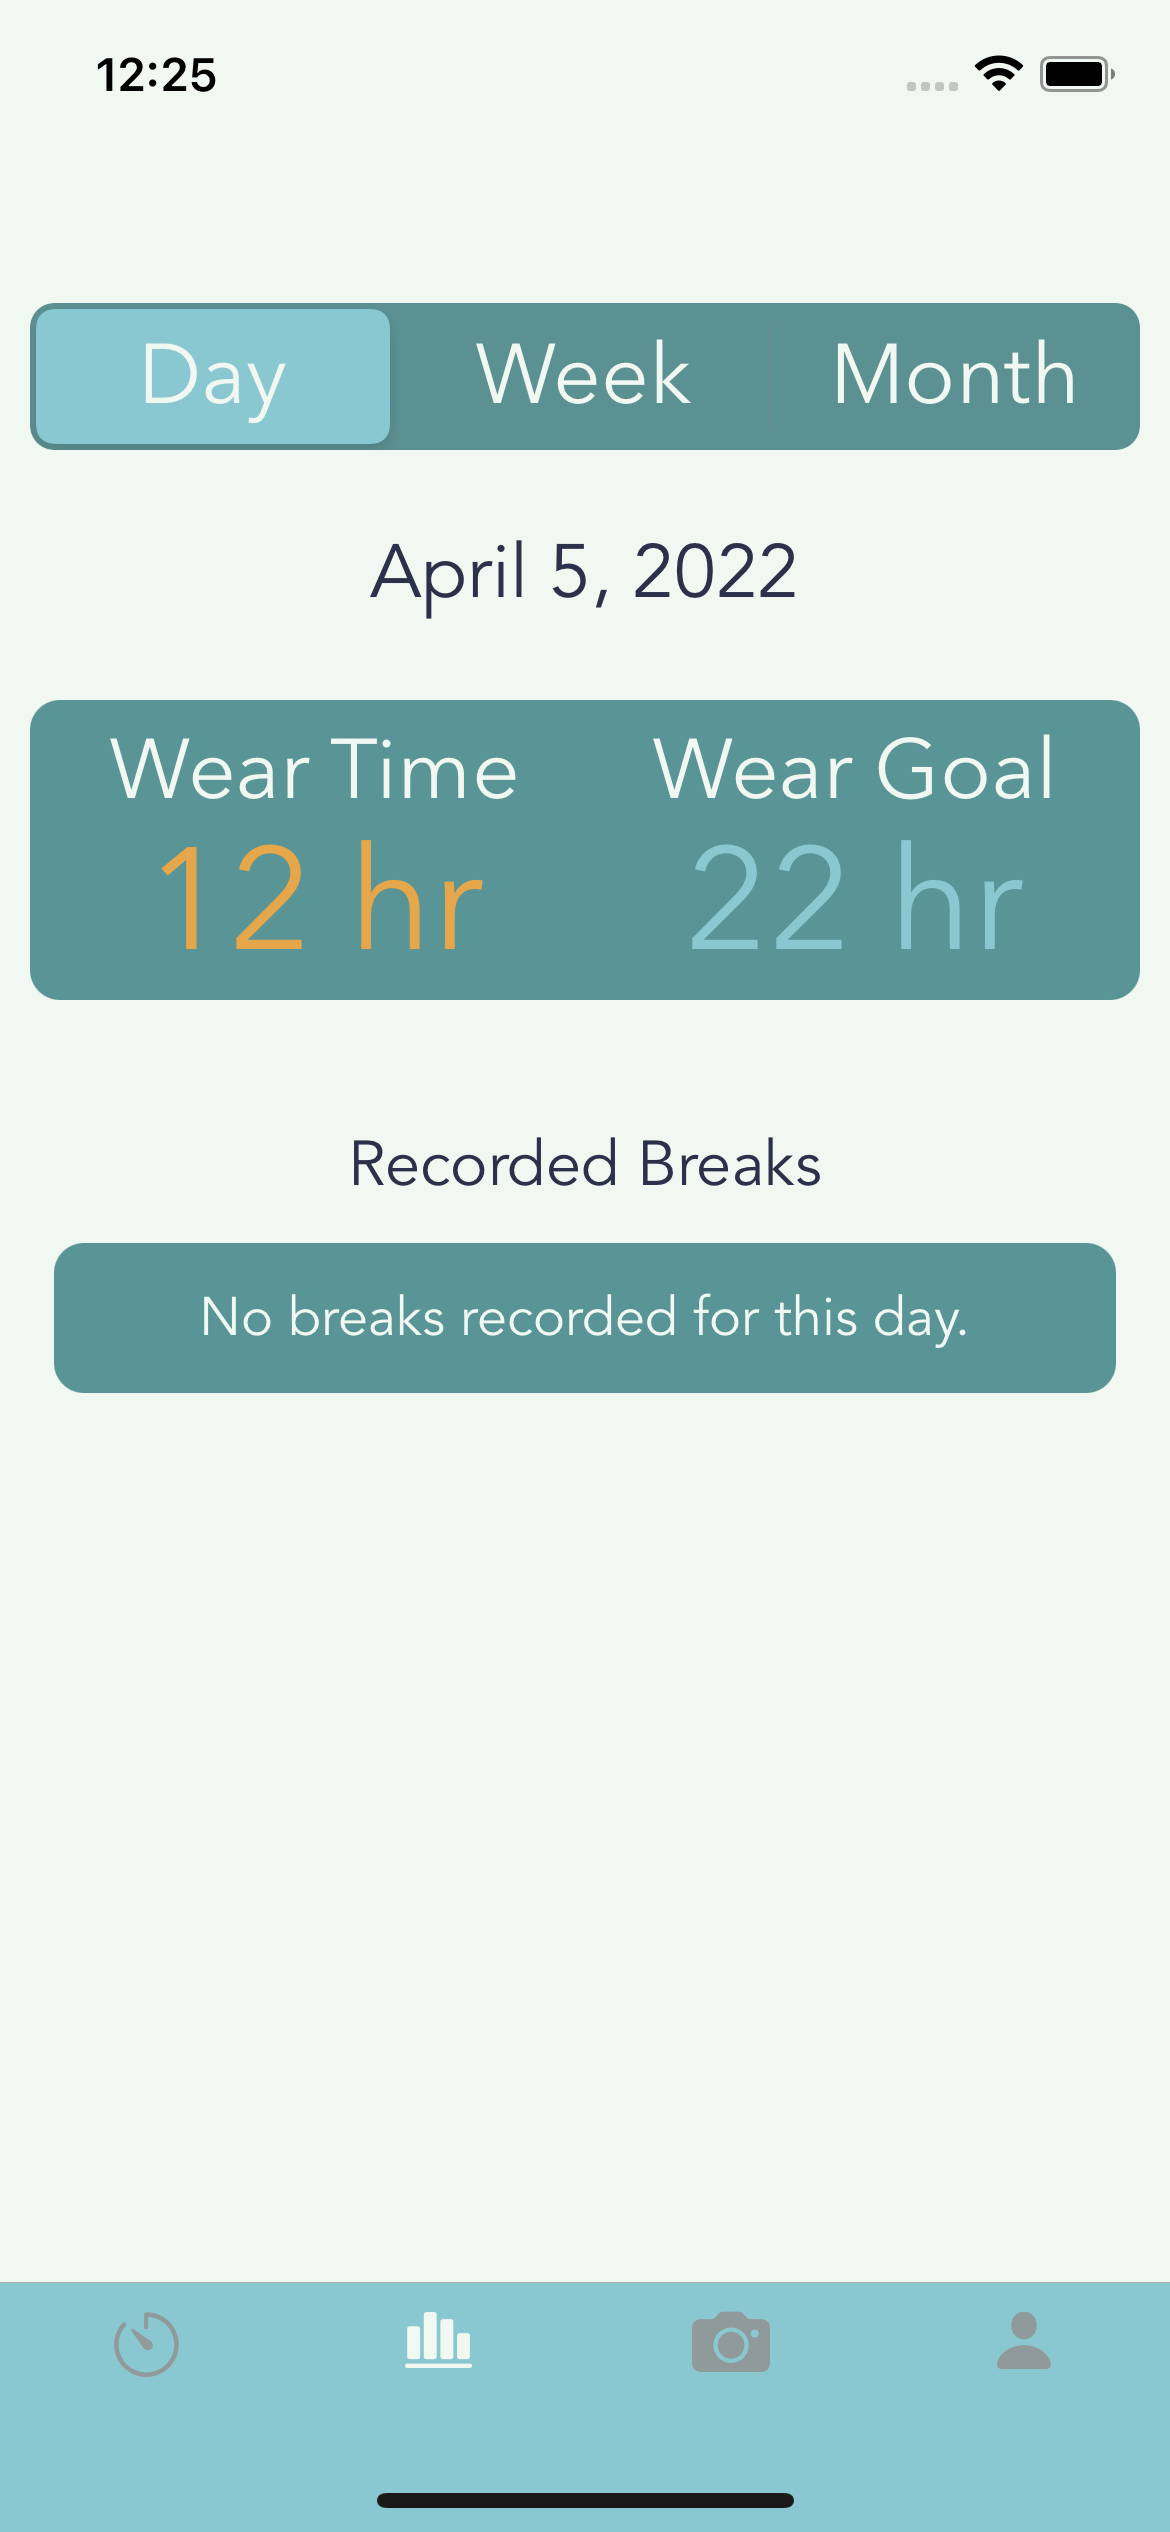 12:25
Day Week Month
April 5, 2022
Wear Time Wear Goal
12 hr 22 hr
Recorded Breaks
No breaks recorded for this day.